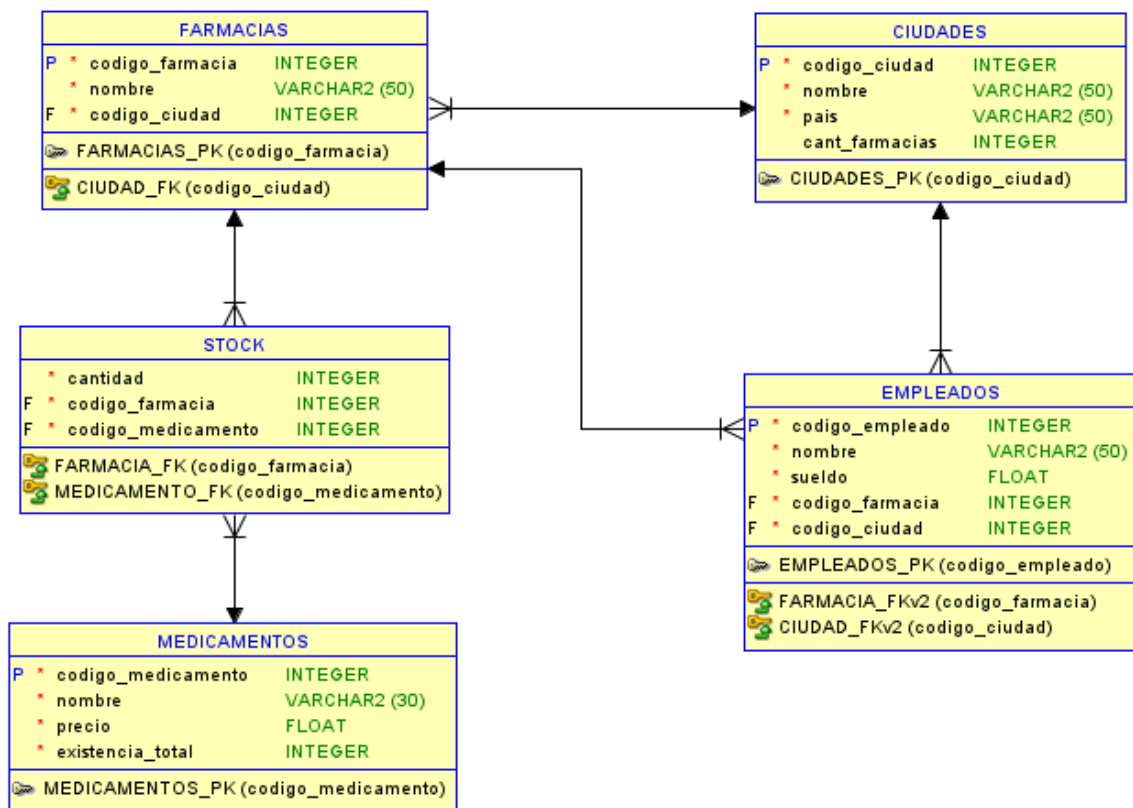 FARMACIAS
P * codigo_farmacia INTEGER
* nombre VARCHAR2 (50)
F * codigo_ciudad INTEGER
FARMACIAS_PK (codigo_farmacia)
CIUDAD_FK (codigo_ciudad)
CIUDADES
P * codigo_ciudad INTEGER
* nombre VARCHAR2 (50)
* pais VARCHAR2 (50)
cant_farmacias INTEGER
CIUDADES_PK (codigo_ciudad)
STOCK
* cantidad INTEGER
F * codigo_farmacia INTEGER
F * codigo_medicamento INTEGER
FARMACIA_FK (codigo_farmacia)
MEDICAMENTO_FK (codigo_medicamento)
EMPLEADOS
P * codigo_empleado INTEGER
* nombre VARCHAR2 (50)
* sueldo FLOAT
F * codigo_farmacia INTEGER
F * codigo_ciudad INTEGER
EMPLEADOS_PK (codigo_empleado)
FARMACIA_FKv2 (codigo_farmacia)
CIUDAD_FKv2 (codigo_ciudad)
MEDICAMENTOS
P * codigo_medicamento INTEGER
* nombre VARCHAR2 (30)
* precio FLOAT
* existencia_total INTEGER
MEDICAMENTOS_PK (codigo_medicamento)